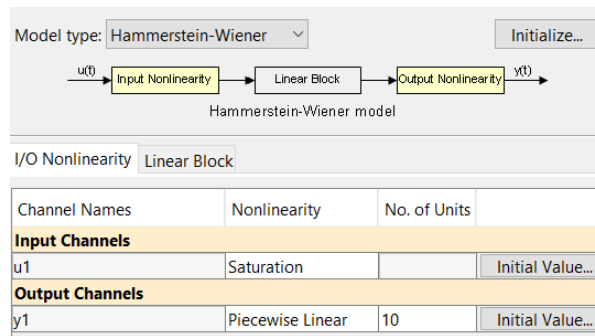 Model type: Hammerstein-Wiener Initialize...
u(t) Input Nonlinearity Linear Block Output Nonlinearity y(t)
Hammerstein-Wiener model
I/O Nonlinearity Linear Block
Channel Names Nonlinearity No. of Units
Input Channels
u1 Saturation Initial Value...
Output Channels
y1 Piecewise Linear 10 Initial Value...